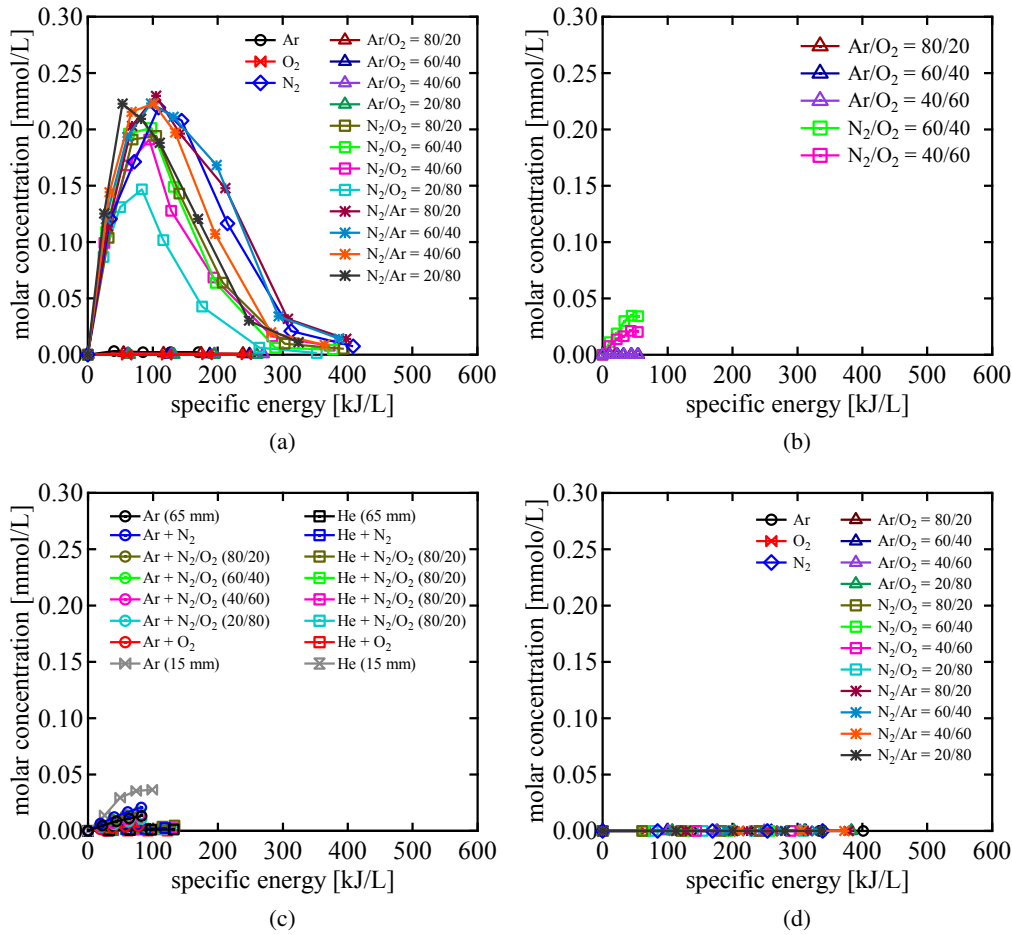 0.30
0.25
0.20
0.15
0.10
0.05
0.00
molar concentration [mmol/L]
0 100 200 300 400 500 600
specific energy [kJ/L]
Ar
O2
N2
Ar/O2 = 80/20
Ar/O2 = 60/40
Ar/O2 = 40/60
Ar/O2 = 20/80
N2/O2 = 80/20
N2/O2 = 60/40
N2/O2 = 40/60
N2/O2 = 20/80
N2/Ar = 80/20
N2/Ar = 60/40
N2/Ar = 40/60
N2/Ar = 20/80
(a)
0.30
0.25
0.20
0.15
0.10
0.05
0.00
molar concentration [mmol/L]
0 100 200 300 400 500 600
specific energy [kJ/L]
Ar/O2 = 80/20
Ar/O2 = 60/40
Ar/O2 = 40/60
N2/O2 = 60/40
N2/O2 = 40/60
(b)
0.30
0.25
0.20
0.15
0.10
0.05
0.00
molar concentration [mmol/L]
0 100 200 300 400 500 600
specific energy [kJ/L]
Ar (65 mm)
Ar + N2
Ar + N2/O2 (80/20)
Ar + N2/O2 (60/40)
Ar + N2/O2 (40/60)
Ar + N2/O2 (20/80)
Ar + O2
Ar (15 mm)
He (65 mm)
He + N2
He + N2/O2 (80/20)
He + N2/O2 (80/20)
He + N2/O2 (80/20)
He + N2/O2 (80/20)
He + O2
He (15 mm)
(c)
0.30
0.25
0.20
0.15
0.10
0.05
0.00
molar concentration [mmolo/L]
0 100 200 300 400 500 600
specific energy [kJ/L]
Ar
O2
N2
Ar/O2 = 80/20
Ar/O2 = 60/40
Ar/O2 = 40/60
Ar/O2 = 20/80
N2/O2 = 80/20
N2/O2 = 60/40
N2/O2 = 40/60
N2/O2 = 20/80
N2/Ar = 80/20
N2/Ar = 60/40
N2/Ar = 40/60
N2/Ar = 20/80
(d)